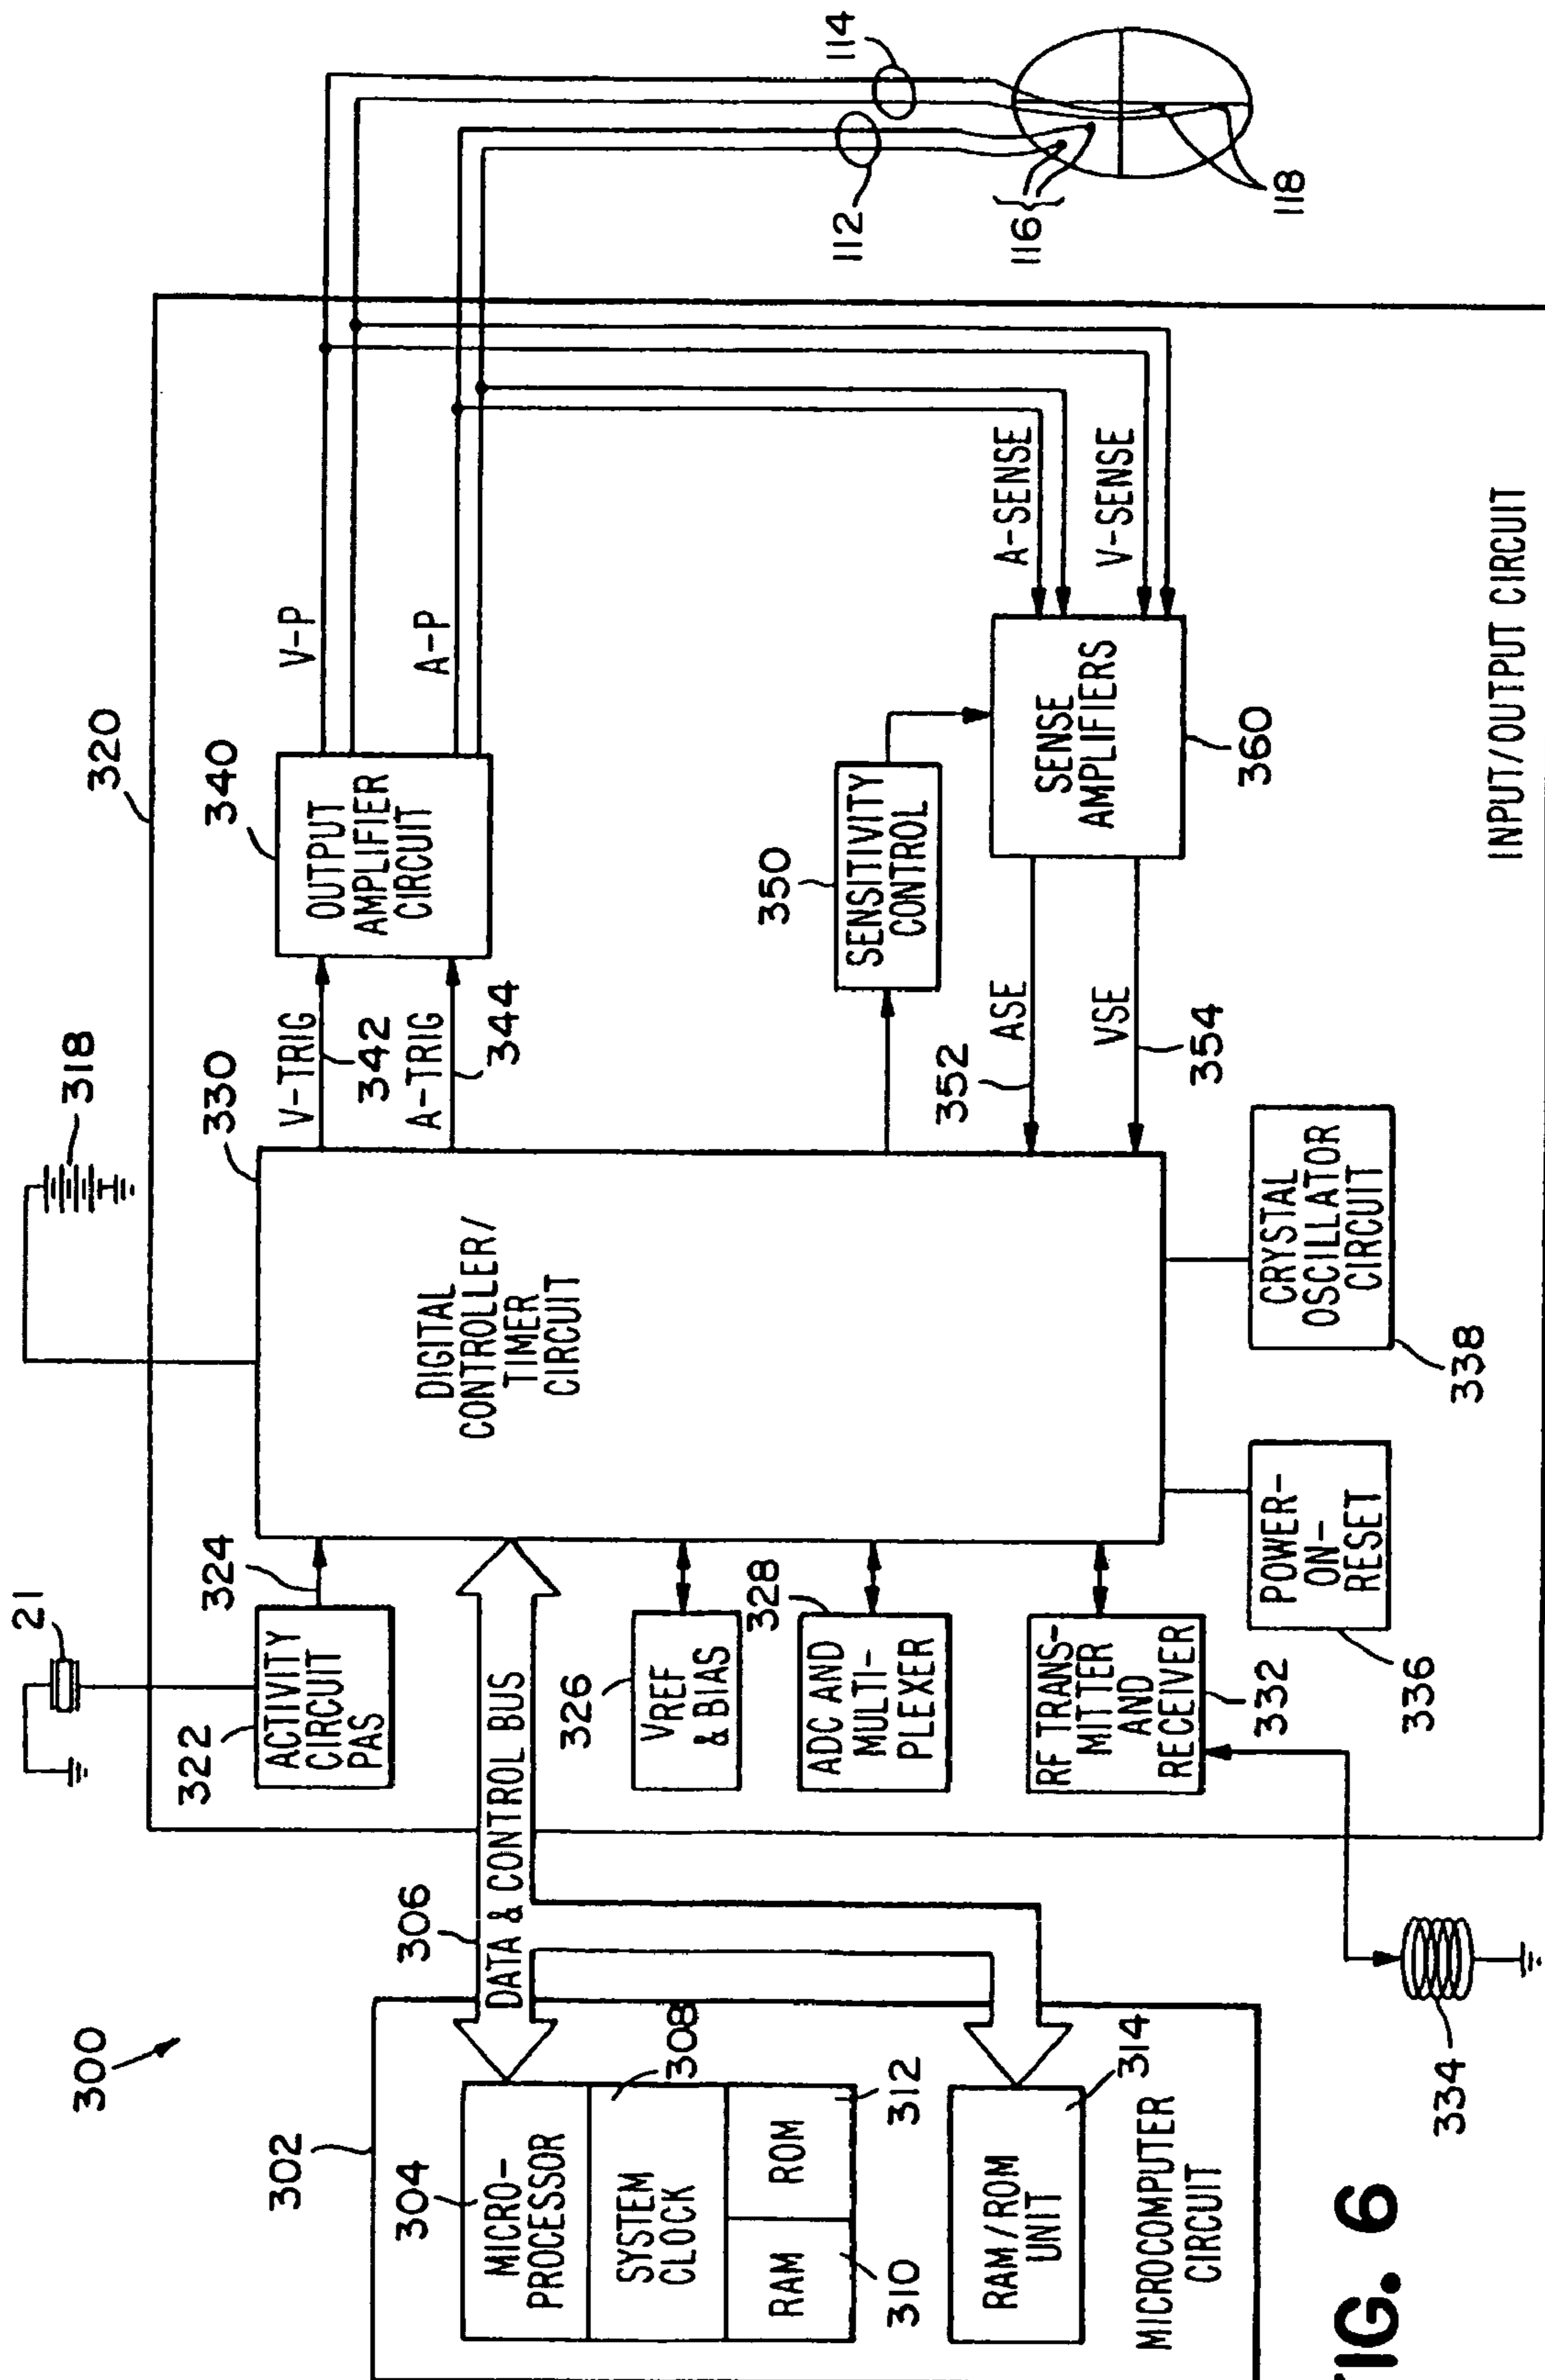 300
302
304
MICRO-
PROCESSOR
SYSTEM
CLOCK
308
RAM
ROM
310
312
RAM/ROM
UNIT
314
MICROCOMPUTER
CIRCUIT
306
DATA & CONTROL BUS
21
322
ACTIVITY
CIRCUIT
PAS
324
326
VREF
& BIAS
328
ADC AND
MULTI-
PLEXER
RF TRANS-
MITTER
AND
RECEIVER
332
334
POWER-
ON-
RESET
336
CRYSTAL
OSCILLATOR
CIRCUIT
338
318
320
330
DIGITAL
CONTROLLER/
TIMER
CIRCUIT
V-TRIG
342
A-TRIG
344
340
OUTPUT
AMPLIFIER
CIRCUIT
V-P
A-P
350
SENSITIVITY
CONTROL
352
ASE
VSE
354
SENSE
AMPLIFIERS
360
A-SENSE
V-SENSE
INPUT/OUTPUT CIRCUIT
112
114
116
118
FIG. 6